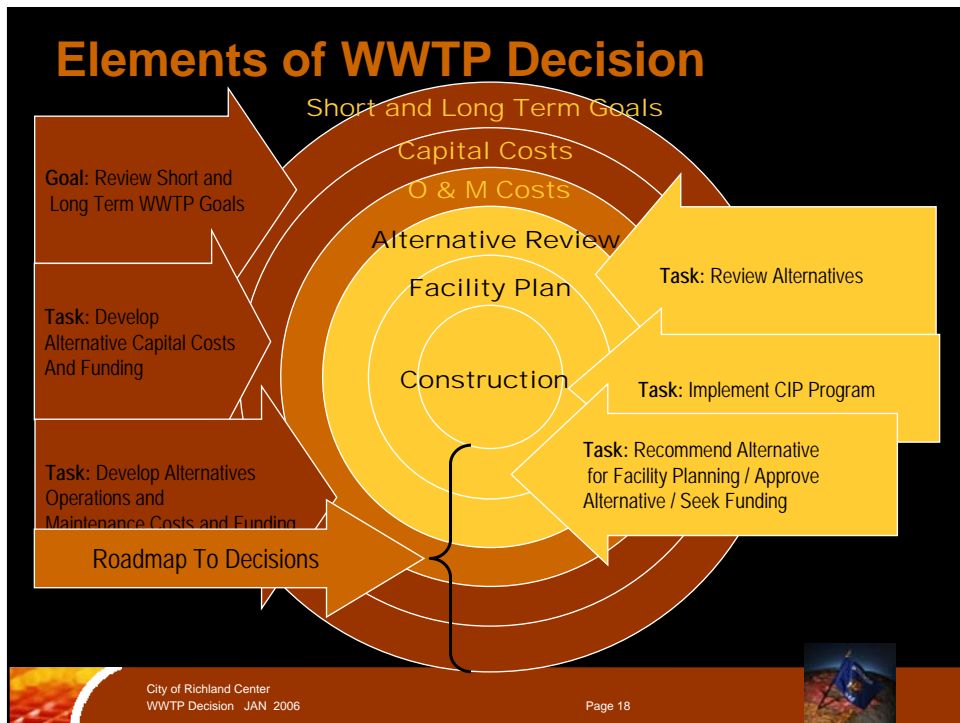 Elements of WWTP Decision
Short and Long Term Goals
Capital Costs
O & M Costs
Alternative Review
Facility Plan
Construction
Goal: Review Short and
Long Term WWTP Goals
Task: Develop
Alternative Capital Costs
And Funding
Task: Develop Alternatives
Operations and
Maintenance Costs and Funding
Roadmap To Decisions
Task: Review Alternatives
Task: Implement CIP Program
Task: Recommend Alternative
for Facility Planning / Approve
Alternative / Seek Funding
City of Richland Center
WWTP Decision JAN 2006
Page 18